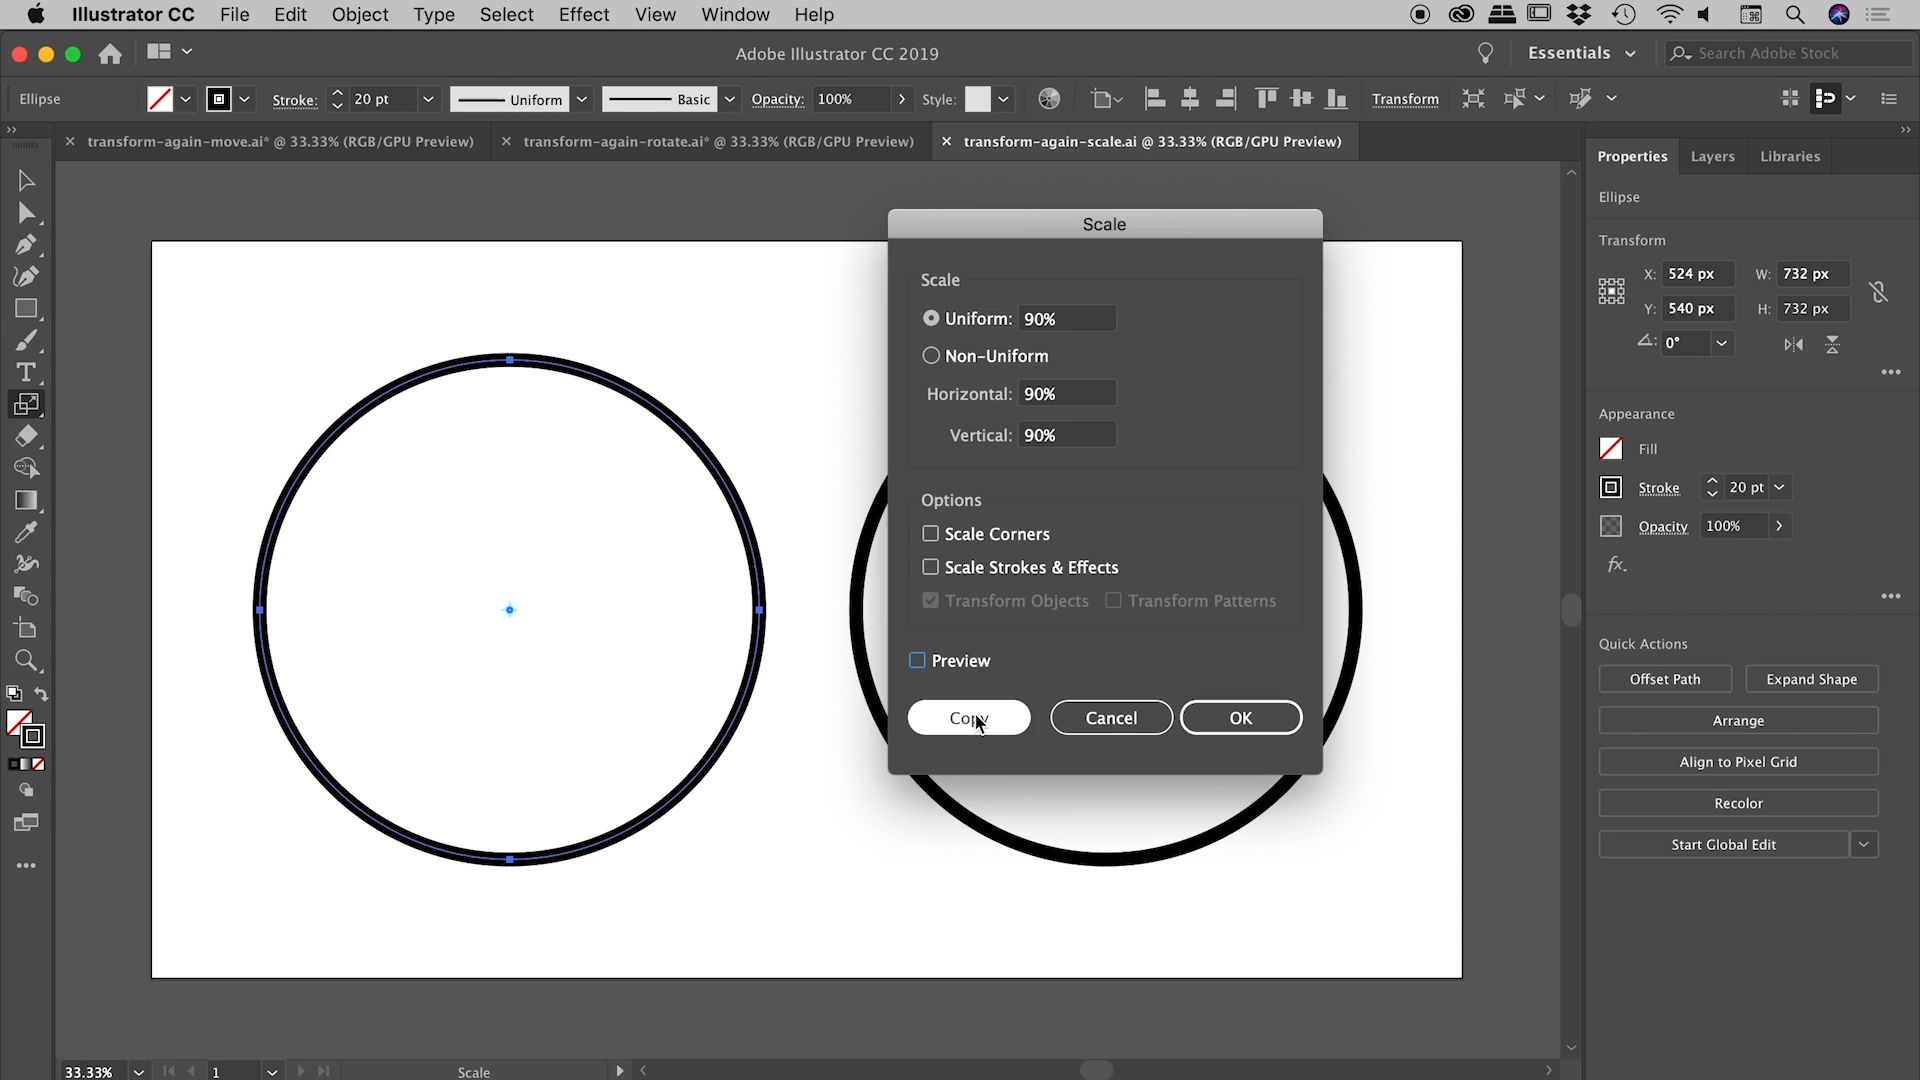 Illustrator CC File Edit Object Type Select Effect View Window Help
Adobe Illustrator CC 2019
Essentials
Search Adobe Stock
Ellipse
Stroke: 20 pt
Uniform
Basic
Opacity: 100%
Style:
Transform
transform-again-move.ai* @ 33.33% (RGB/GPU Preview)
transform-again-rotate.ai* @ 33.33% (RGB/GPU Preview)
transform-again-scale.ai @ 33.33% (RGB/GPU Preview)
Scale
Scale
Uniform: 90%
Non-Uniform
Horizontal: 90%
Vertical: 90%
Options
Scale Corners
Scale Strokes & Effects
Transform Objects Transform Patterns
Preview
Copy Cancel OK
Properties Layers Libraries
Ellipse
Transform
X: 524 px W: 732 px
Y: 540 px H: 732 px
0°
Appearance
Fill
Stroke 20 pt
Opacity 100%
fx.
Quick Actions
Offset Path Expand Shape
Arrange
Align to Pixel Grid
Recolor
Start Global Edit
33.33% 1 Scale